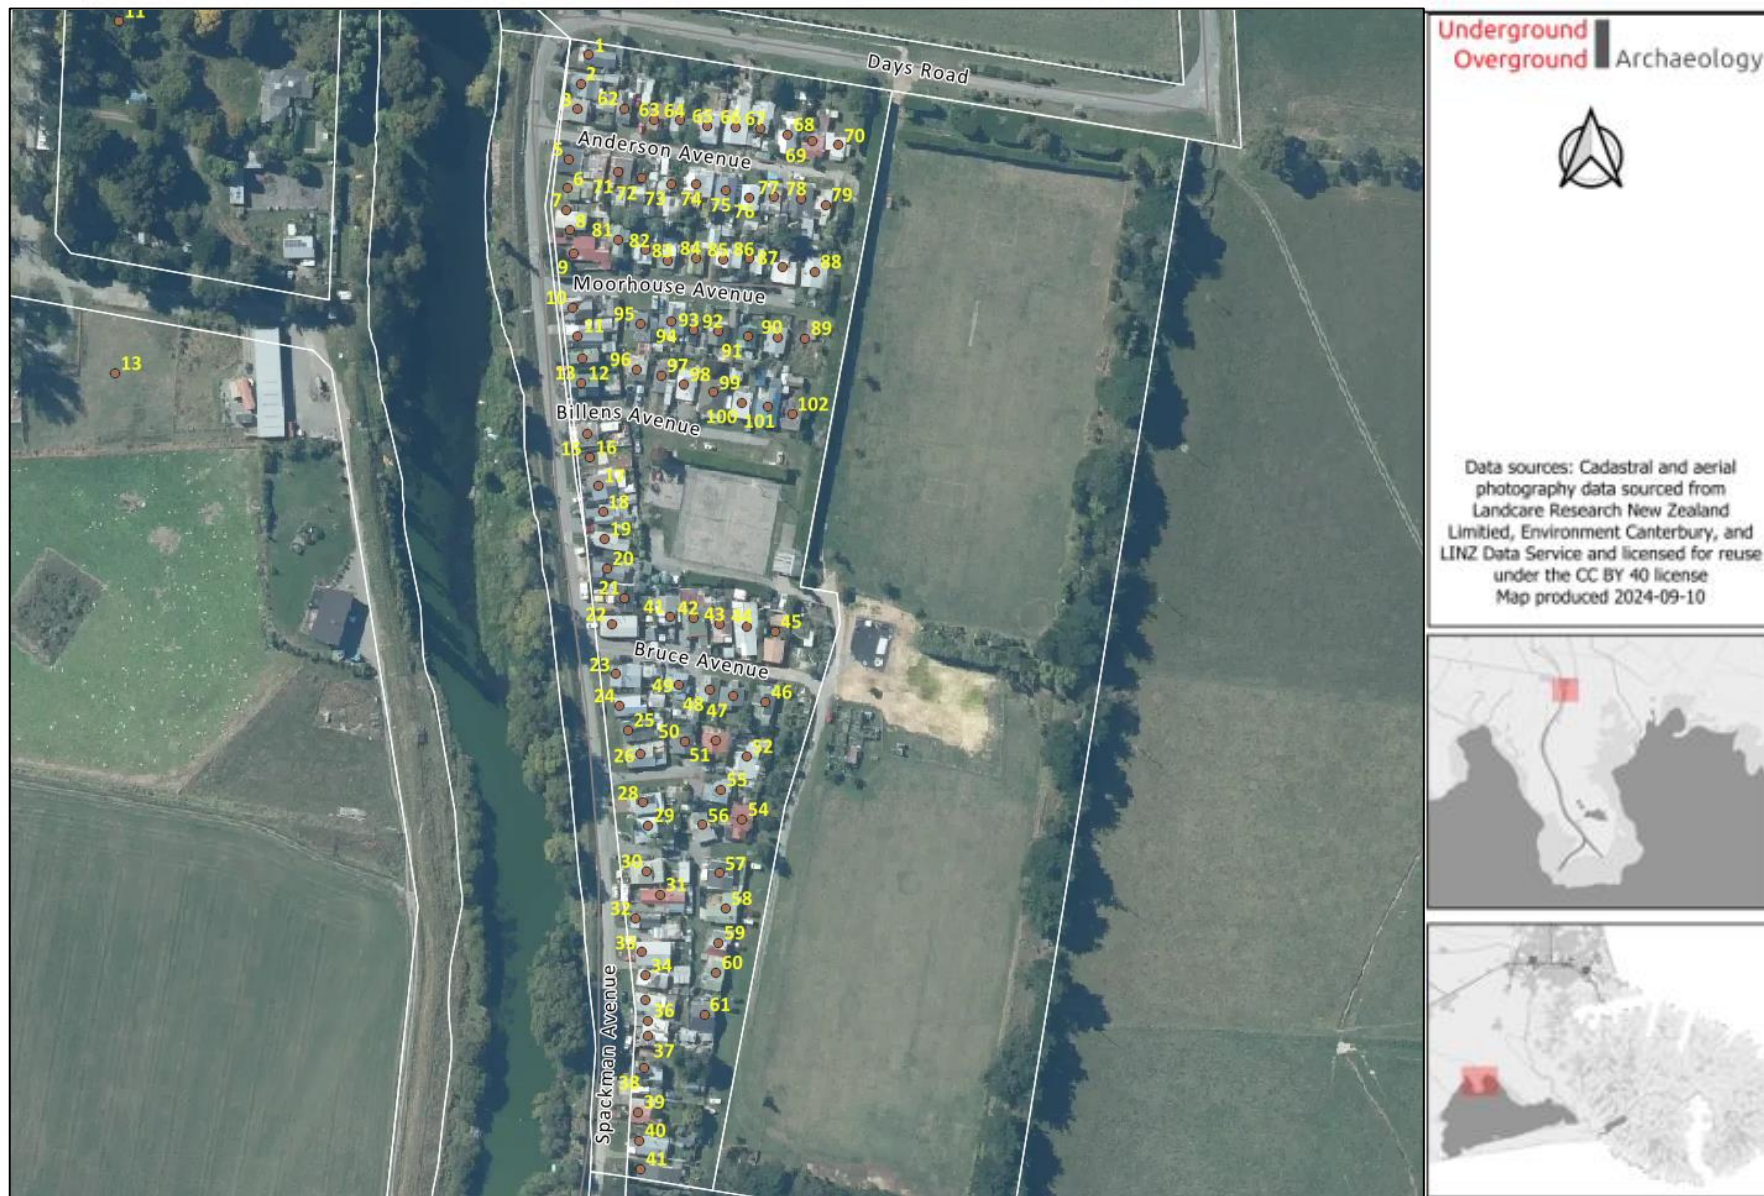 11
1
2
3 62 63 64 65 66 67 68
Days Road
69 70
Anderson Avenue
5
6 71 72 73 74 75 76 77 78 79
7
8 81 82 83 84 85 86 87 88
9
Moorhouse Avenue
10 95 94 93 92 91 90 89
11
13 12 96 97 98 99
100 101 102
Billens Avenue
13
15 16
17
18
19
20
21
22 41 42 43 44 45
Bruce Avenue
23
24 49 48 47 46
25 50 51 52
26
28 55
29 56 54
30 57
31 58
32 59
35
34 60
36 61
37
38
39
40
41
Spackman Avenue
Underground
Overground
Archaeology
Data sources: Cadastral and aerial
photography data sourced from
Landcare Research New Zealand
Limitied, Environment Canterbury, and
LINZ Data Service and licensed for reuse
under the CC BY 40 license
Map produced 2024-09-10